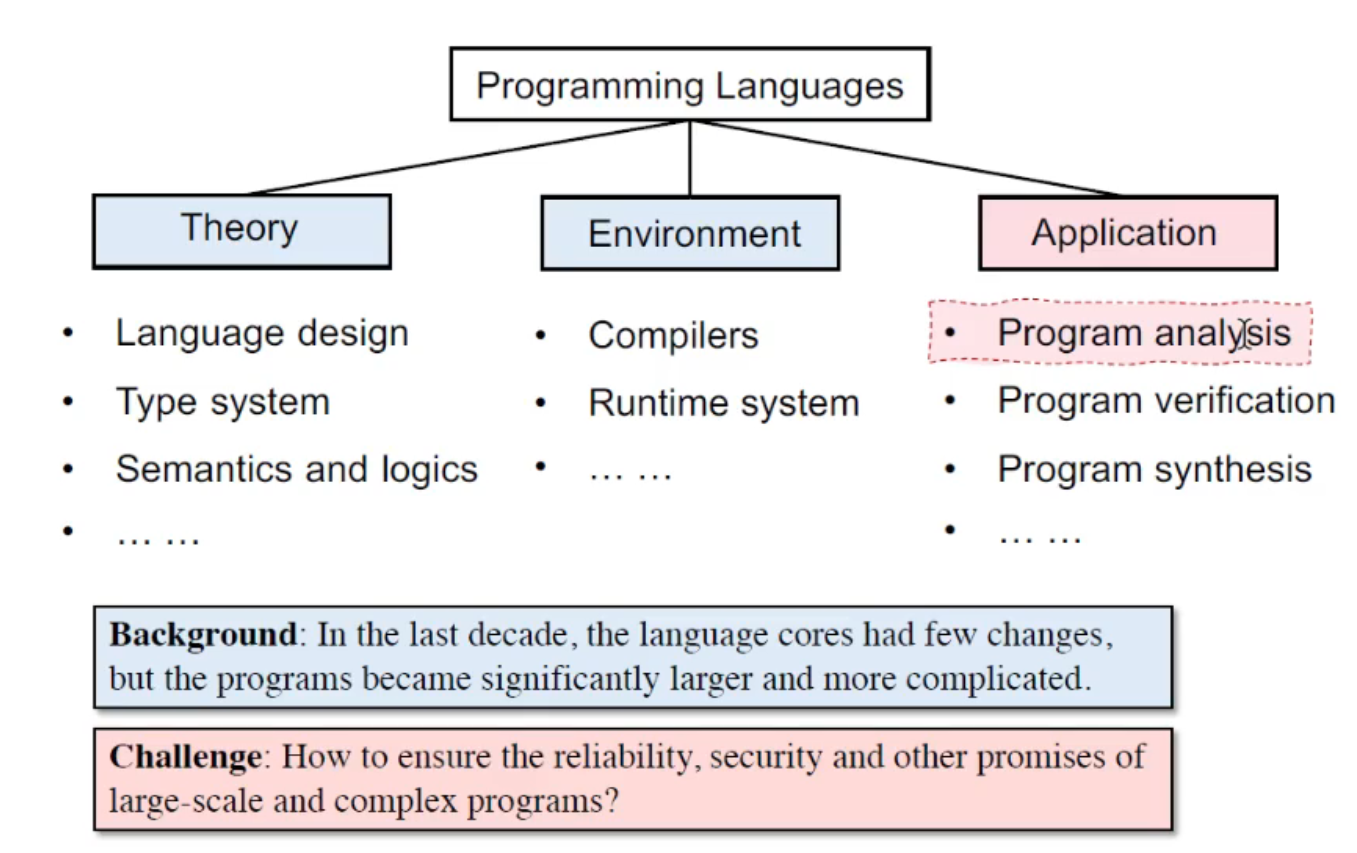 Programming Languages
Theory
Environment
Application
• Language design
• Type system
• Semantics and logics
• … …
• Compilers
• Runtime system
• … …
• Program analysis
• Program verification
• Program synthesis
• … …
Background: In the last decade, the language cores had few changes,
but the programs became significantly larger and more complicated.
Challenge: How to ensure the reliability, security and other promises of
large-scale and complex programs?